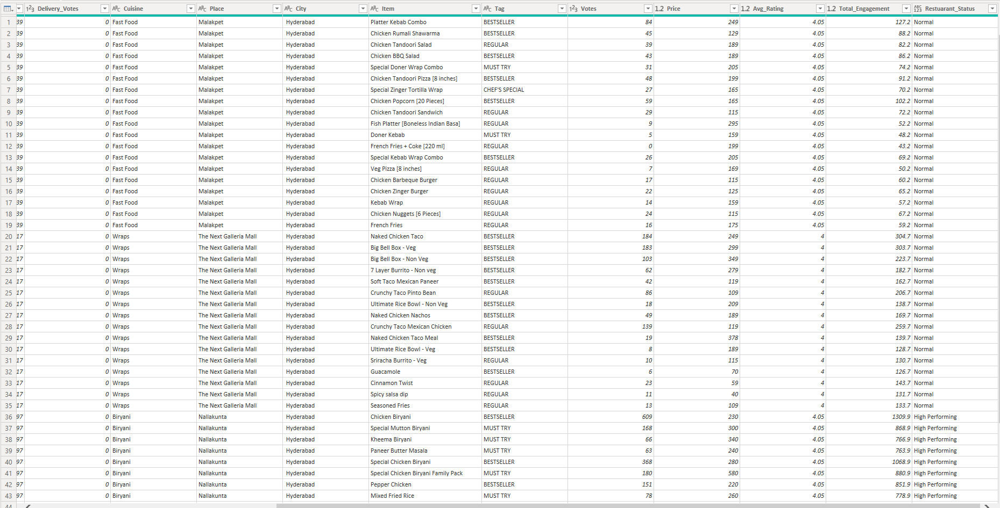 1²3 Delivery_Votes ABC Cuisine ABC Place ABC City ABC Item ABC Tag 1²3 Votes 1.2 Price 1.2 Avg_Rating 1.2 Total_Engagement ABC 123 Restuarant_Status
1 39 0 Fast Food Malakpet Hyderabad Platter Kebab Combo BESTSELLER 84 249 4.05 127.2 Normal
2 39 0 Fast Food Malakpet Hyderabad Chicken Rumali Shawarma BESTSELLER 45 129 4.05 88.2 Normal
3 39 0 Fast Food Malakpet Hyderabad Chicken Tandoori Salad REGULAR 39 189 4.05 82.2 Normal
4 39 0 Fast Food Malakpet Hyderabad Chicken BBQ Salad BESTSELLER 43 189 4.05 86.2 Normal
5 39 0 Fast Food Malakpet Hyderabad Special Doner Wrap Combo MUST TRY 31 205 4.05 74.2 Normal
6 39 0 Fast Food Malakpet Hyderabad Chicken Tandoori Pizza [8 inches] BESTSELLER 48 199 4.05 91.2 Normal
7 39 0 Fast Food Malakpet Hyderabad Special Zinger Tortilla Wrap CHEF'S SPECIAL 27 165 4.05 70.2 Normal
8 39 0 Fast Food Malakpet Hyderabad Chicken Popcorn [20 Pieces] BESTSELLER 59 165 4.05 102.2 Normal
9 39 0 Fast Food Malakpet Hyderabad Chicken Tandoori Sandwich REGULAR 29 115 4.05 72.2 Normal
10 39 0 Fast Food Malakpet Hyderabad Fish Platter [Boneless Indian Basa] REGULAR 9 295 4.05 52.2 Normal
11 39 0 Fast Food Malakpet Hyderabad Doner Kebab MUST TRY 5 159 4.05 48.2 Normal
12 39 0 Fast Food Malakpet Hyderabad French Fries + Coke [220 ml] REGULAR 0 199 4.05 43.2 Normal
13 39 0 Fast Food Malakpet Hyderabad Special Kebab Wrap Combo BESTSELLER 26 205 4.05 69.2 Normal
14 39 0 Fast Food Malakpet Hyderabad Veg Pizza [8 inches] REGULAR 7 169 4.05 50.2 Normal
15 39 0 Fast Food Malakpet Hyderabad Chicken Barbeque Burger REGULAR 17 115 4.05 60.2 Normal
16 39 0 Fast Food Malakpet Hyderabad Chicken Zinger Burger REGULAR 22 125 4.05 65.2 Normal
17 39 0 Fast Food Malakpet Hyderabad Kebab Wrap REGULAR 14 159 4.05 57.2 Normal
18 39 0 Fast Food Malakpet Hyderabad Chicken Nuggets [6 Pieces] REGULAR 24 115 4.05 67.2 Normal
19 39 0 Fast Food Malakpet Hyderabad French Fries REGULAR 16 175 4.05 59.2 Normal
20 17 0 Wraps The Next Galleria Mall Hyderabad Naked Chicken Taco BESTSELLER 184 249 4 304.7 Normal
21 17 0 Wraps The Next Galleria Mall Hyderabad Big Bell Box - Veg BESTSELLER 183 299 4 303.7 Normal
22 17 0 Wraps The Next Galleria Mall Hyderabad Big Bell Box - Non Veg BESTSELLER 103 349 4 223.7 Normal
23 17 0 Wraps The Next Galleria Mall Hyderabad 7 Layer Burrito - Non veg BESTSELLER 62 279 4 182.7 Normal
24 17 0 Wraps The Next Galleria Mall Hyderabad Soft Taco Mexican Paneer BESTSELLER 42 119 4 162.7 Normal
25 17 0 Wraps The Next Galleria Mall Hyderabad Crunchy Taco Pinto Bean REGULAR 86 109 4 206.7 Normal
26 17 0 Wraps The Next Galleria Mall Hyderabad Ultimate Rice Bowl - Non Veg BESTSELLER 18 209 4 138.7 Normal
27 17 0 Wraps The Next Galleria Mall Hyderabad Naked Chicken Nachos BESTSELLER 49 189 4 169.7 Normal
28 17 0 Wraps The Next Galleria Mall Hyderabad Crunchy Taco Mexican Chicken REGULAR 139 119 4 259.7 Normal
29 17 0 Wraps The Next Galleria Mall Hyderabad Naked Chicken Taco Meal BESTSELLER 19 378 4 139.7 Normal
30 17 0 Wraps The Next Galleria Mall Hyderabad Ultimate Rice Bowl - Veg BESTSELLER 8 189 4 128.7 Normal
31 17 0 Wraps The Next Galleria Mall Hyderabad Sriracha Burrito - Veg REGULAR 10 115 4 130.7 Normal
32 17 0 Wraps The Next Galleria Mall Hyderabad Guacamole BESTSELLER 6 70 4 126.7 Normal
33 17 0 Wraps The Next Galleria Mall Hyderabad Cinnamon Twist REGULAR 23 59 4 143.7 Normal
34 17 0 Wraps The Next Galleria Mall Hyderabad Spicy salsa dip REGULAR 11 40 4 131.7 Normal
35 17 0 Wraps The Next Galleria Mall Hyderabad Seasoned Fries REGULAR 13 109 4 133.7 Normal
36 97 0 Biryani Nallakunta Hyderabad Chicken Biryani BESTSELLER 609 230 4.05 1309.9 High Performing
37 97 0 Biryani Nallakunta Hyderabad Special Mutton Biryani MUST TRY 168 300 4.05 868.9 High Performing
38 97 0 Biryani Nallakunta Hyderabad Kheema Biryani MUST TRY 66 340 4.05 766.9 High Performing
39 97 0 Biryani Nallakunta Hyderabad Paneer Butter Masala MUST TRY 63 240 4.05 763.9 High Performing
40 97 0 Biryani Nallakunta Hyderabad Special Chicken Biryani BESTSELLER 368 280 4.05 1068.9 High Performing
41 97 0 Biryani Nallakunta Hyderabad Special Chicken Biryani Family Pack MUST TRY 180 580 4.05 880.9 High Performing
42 97 0 Biryani Nallakunta Hyderabad Pepper Chicken BESTSELLER 151 220 4.05 851.9 High Performing
43 97 0 Biryani Nallakunta Hyderabad Mixed Fried Rice MUST TRY 78 260 4.05 778.9 High Performing
44